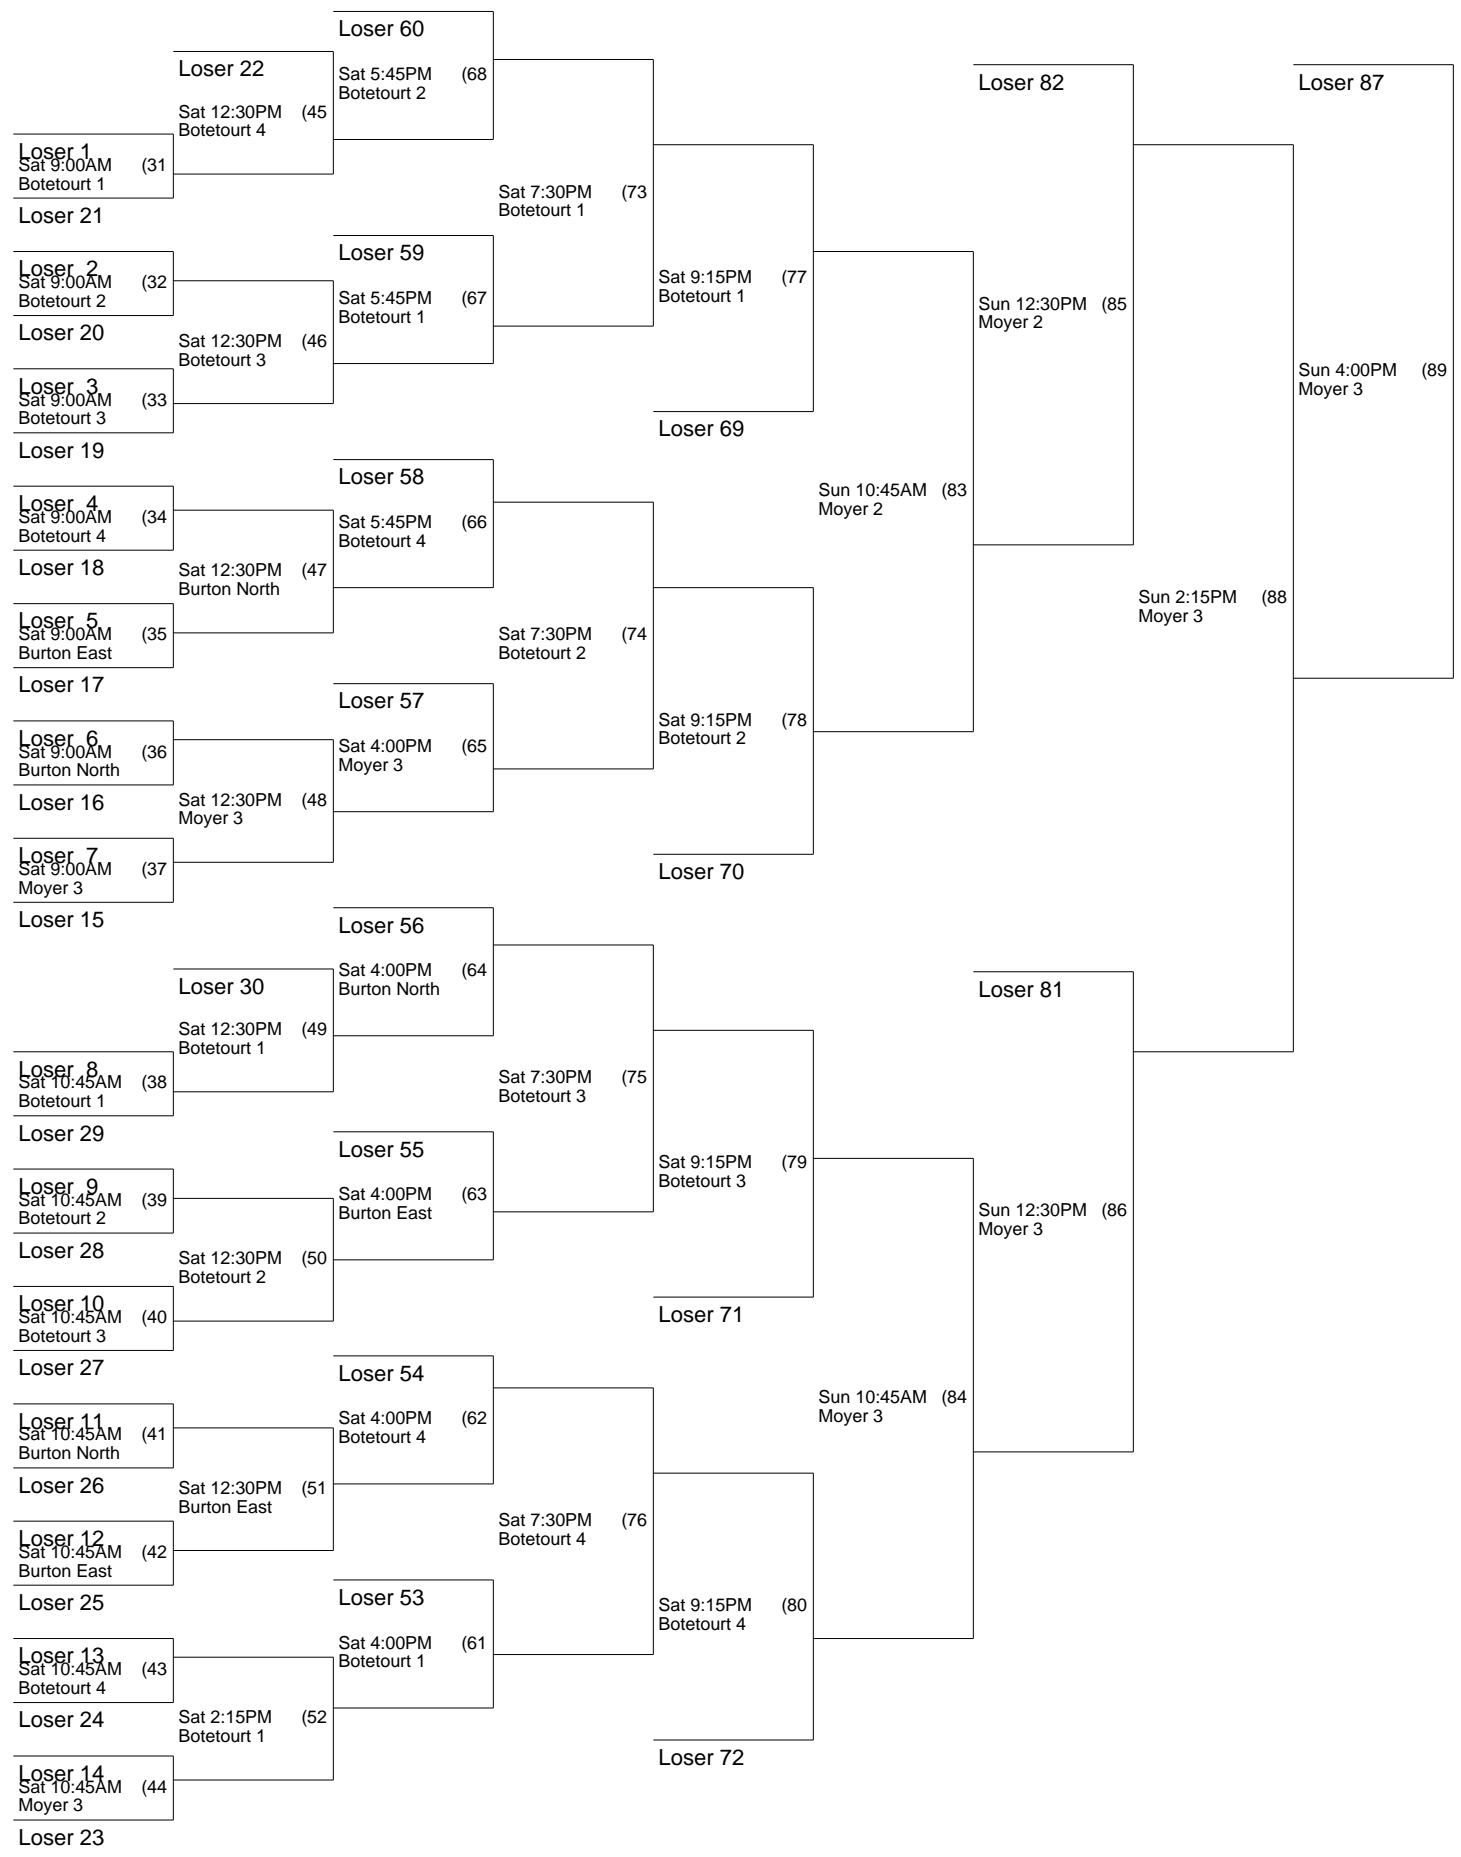 Loser 1
Sat 9:00AM (31
Botetourt 1
Loser 21
Loser 2
Sat 9:00AM (32
Botetourt 2
Loser 20
Loser 3
Sat 9:00AM (33
Botetourt 3
Loser 19
Loser 4
Sat 9:00AM (34
Botetourt 4
Loser 18
Loser 5
Sat 9:00AM (35
Burton East
Loser 17
Loser 6
Sat 9:00AM (36
Burton North
Loser 16
Loser 7
Sat 9:00AM (37
Moyer 3
Loser 15
Loser 8
Sat 10:45AM (38
Botetourt 1
Loser 29
Loser 9
Sat 10:45AM (39
Botetourt 2
Loser 28
Loser 10
Sat 10:45AM (40
Botetourt 3
Loser 27
Loser 11
Sat 10:45AM (41
Burton North
Loser 26
Loser 12
Sat 10:45AM (42
Burton East
Loser 25
Loser 13
Sat 10:45AM (43
Botetourt 4
Loser 24
Loser 14
Sat 10:45AM (44
Moyer 3
Loser 23
Loser 22
Sat 12:30PM (45
Botetourt 4
Sat 12:30PM (46
Botetourt 3
Sat 12:30PM (47
Burton North
Sat 12:30PM (48
Moyer 3
Loser 30
Sat 12:30PM (49
Botetourt 1
Sat 12:30PM (50
Botetourt 2
Sat 12:30PM (51
Burton East
Sat 2:15PM (52
Botetourt 1
Loser 60
Sat 5:45PM (68
Botetourt 2
Loser 59
Sat 5:45PM (67
Botetourt 1
Loser 58
Sat 5:45PM (66
Botetourt 4
Loser 57
Sat 4:00PM (65
Moyer 3
Loser 56
Sat 4:00PM (64
Burton North
Loser 55
Sat 4:00PM (63
Burton East
Loser 54
Sat 4:00PM (62
Botetourt 4
Loser 53
Sat 4:00PM (61
Botetourt 1
Sat 7:30PM (73
Botetourt 1
Sat 7:30PM (74
Botetourt 2
Sat 7:30PM (75
Botetourt 3
Sat 7:30PM (76
Botetourt 4
Sat 9:15PM (77
Botetourt 1
Loser 69
Sat 9:15PM (78
Botetourt 2
Loser 70
Sat 9:15PM (79
Botetourt 3
Loser 71
Sat 9:15PM (80
Botetourt 4
Loser 72
Sun 10:45AM (83
Moyer 2
Sun 10:45AM (84
Moyer 3
Loser 82
Sun 12:30PM (85
Moyer 2
Loser 81
Sun 12:30PM (86
Moyer 3
Sun 2:15PM (88
Moyer 3
Loser 87
Sun 4:00PM (89
Moyer 3